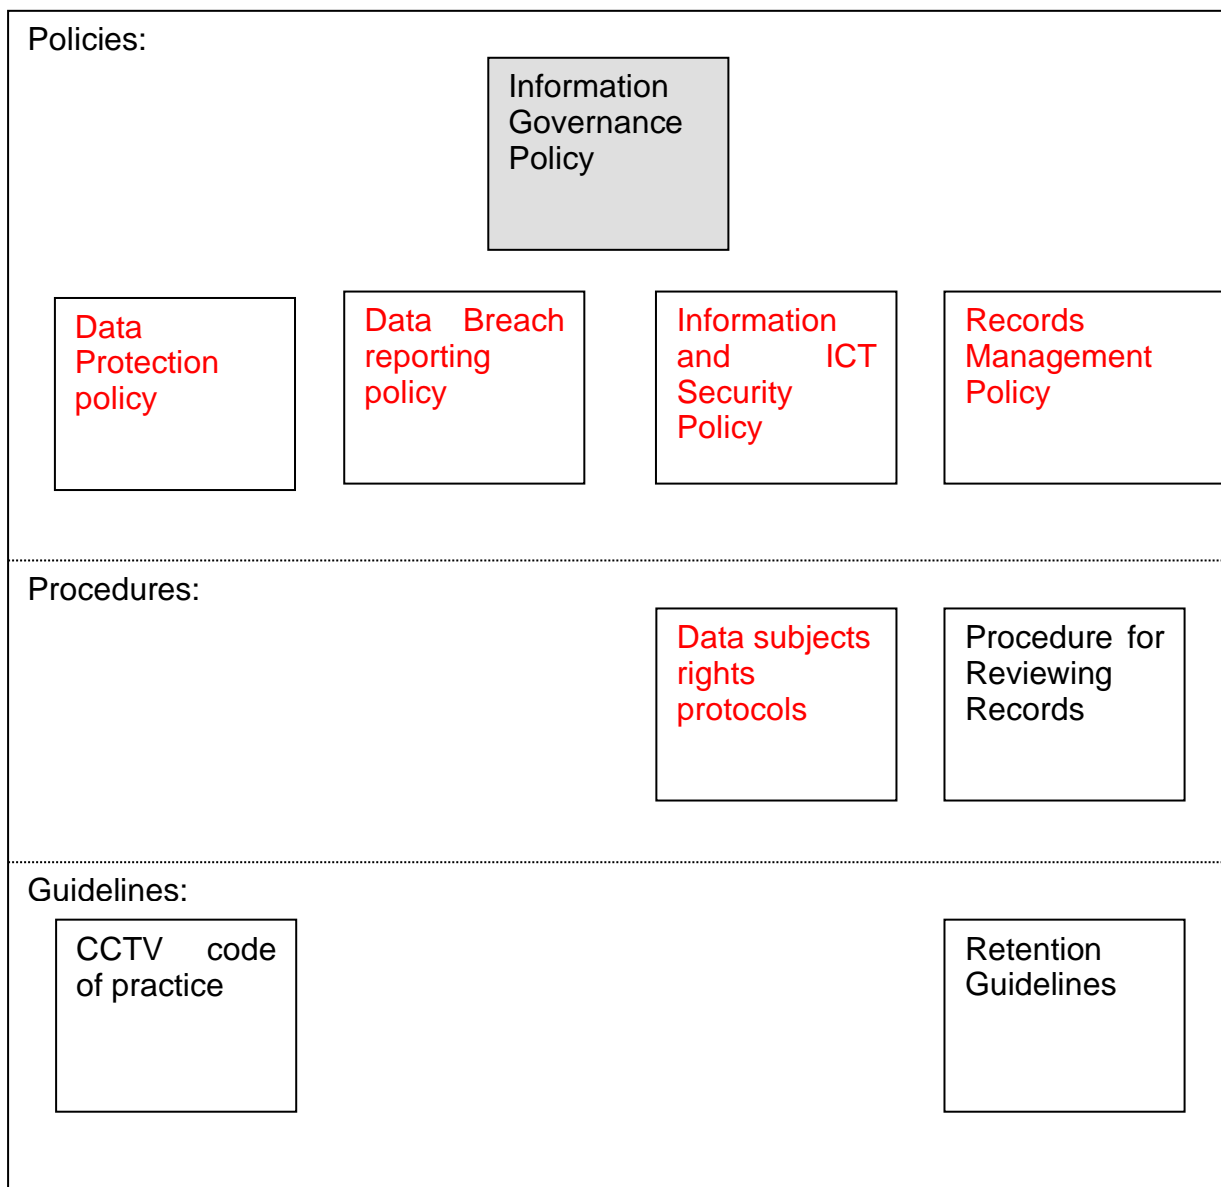 Policies:
Information
Governance
Policy
Data
Protection
policy
Data Breach
reporting
policy
Information
and ICT
Security
Policy
Records
Management
Policy
Procedures:
Data subjects
rights
protocols
Procedure for
Reviewing
Records
Guidelines:
CCTV code
of practice
Retention
Guidelines